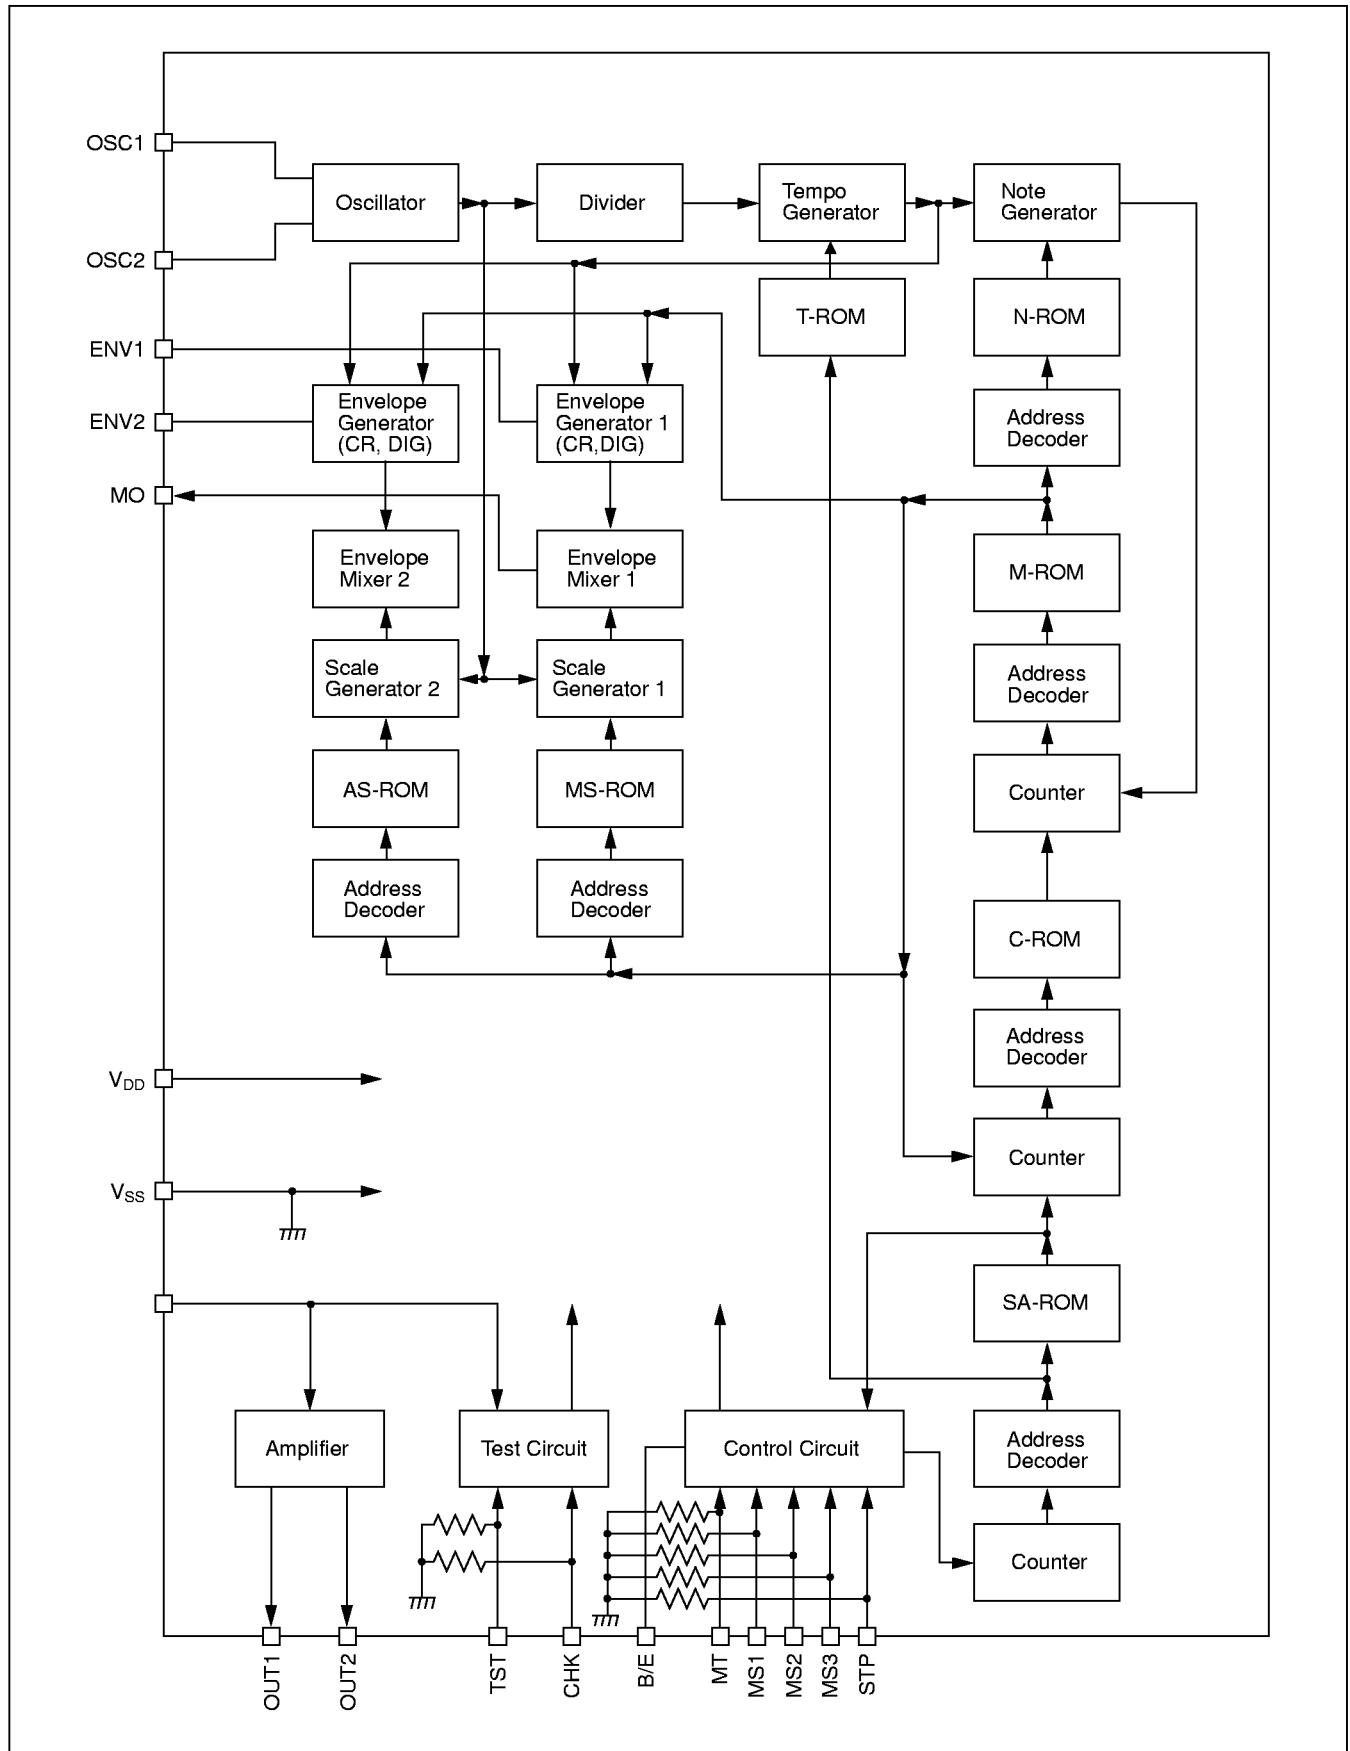 OSC1
Oscillator
Divider
Tempo
Generator
Note
Generator
OSC2
T-ROM
N-ROM
ENV1
ENV2
Envelope
Generator
(CR, DIG)
Envelope
Generator 1
(CR,DIG)
Address
Decoder
MO
Envelope
Mixer 2
Envelope
Mixer 1
M-ROM
Scale
Generator 2
Scale
Generator 1
Address
Decoder
AS-ROM
MS-ROM
Counter
Address
Decoder
Address
Decoder
C-ROM
Address
Decoder
VDD
Counter
VSS
SA-ROM
Amplifier
Test Circuit
Control Circuit
Address
Decoder
Counter
OUT1
OUT2
TST
CHK
B/E
MT
MS1
MS2
MS3
STP